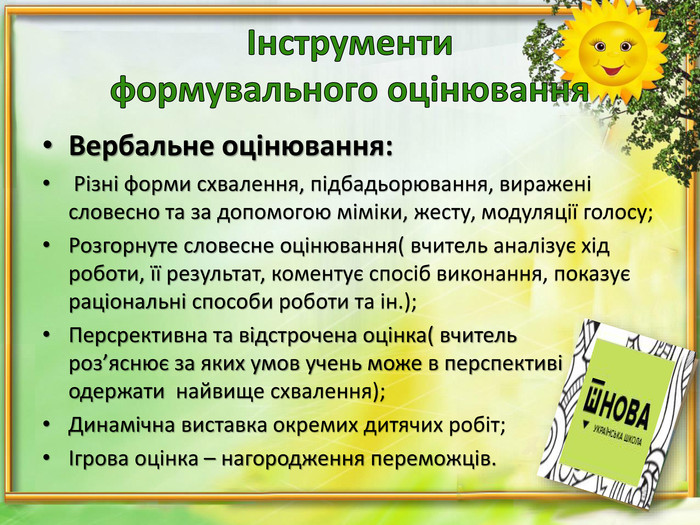 Інструменти
формувального оцінювання
• Вербальне оцінювання:
• Різні форми схвалення, підбадьорювання, виражені
словесно та за допомогою міміки, жесту, модуляції голосу;
• Розгорнуте словесне оцінювання( вчитель аналізує хід
роботи, її результат, коментує спосіб виконання, показує
раціональні способи роботи та ін.);
• Персрективна та відстрочена оцінка( вчитель
роз’яснює за яких умов учень може в перспективі
одержати найвище схвалення);
• Динамічна виставка окремих дитячих робіт;
• Ігрова оцінка – нагородження переможців.
НОВА
УКРАЇНСЬКА ШКОЛА